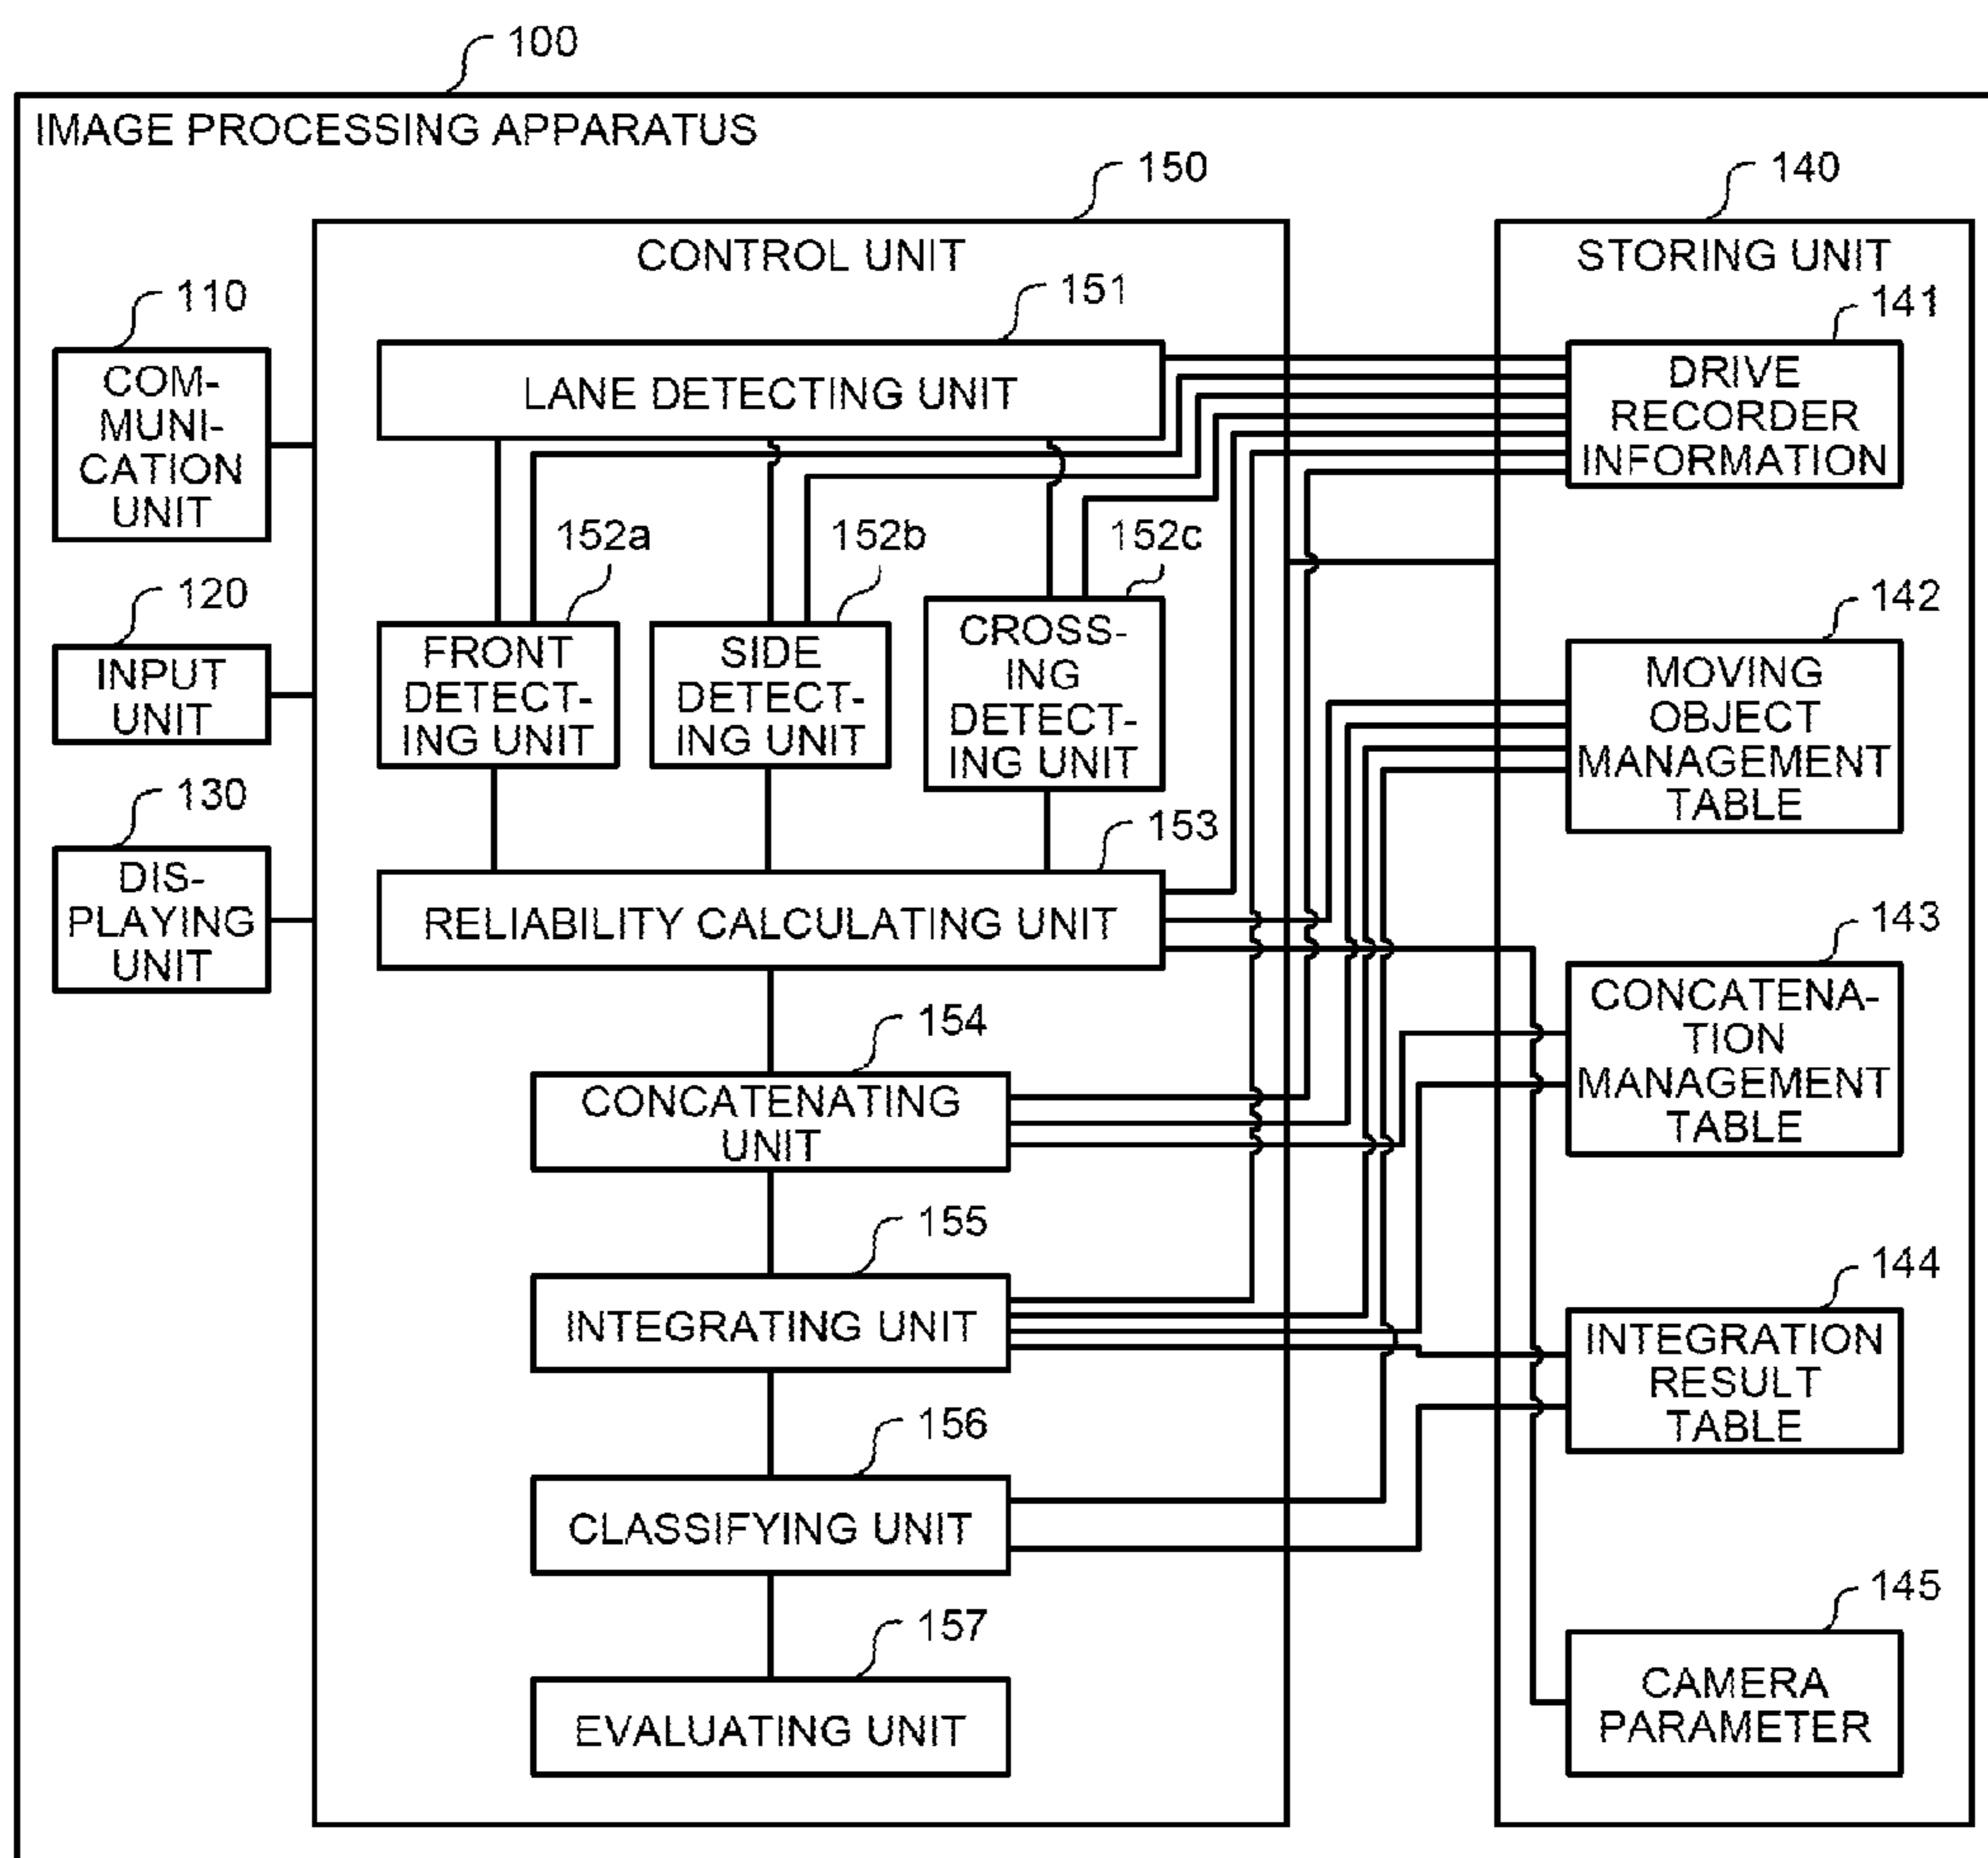 100
IMAGE PROCESSING APPARATUS
150
140
CONTROL UNIT
STORING UNIT
110
151
141
COM-
MUNI-
CATION
UNIT
LANE DETECTING UNIT
DRIVE
RECORDER
INFORMATION
152a
152b
152c
120
142
INPUT
UNIT
FRONT
DETECT-
ING UNIT
SIDE
DETECT-
ING UNIT
CROSS-
ING
DETECT-
ING UNIT
MOVING
OBJECT
MANAGEMENT
TABLE
130
153
DIS-
PLAYING
UNIT
RELIABILITY CALCULATING UNIT
143
CONCATENA-
TION
MANAGEMENT
TABLE
154
CONCATENATING
UNIT
155
144
INTEGRATING UNIT
INTEGRATION
RESULT
TABLE
156
CLASSIFYING UNIT
157
145
EVALUATING UNIT
CAMERA
PARAMETER